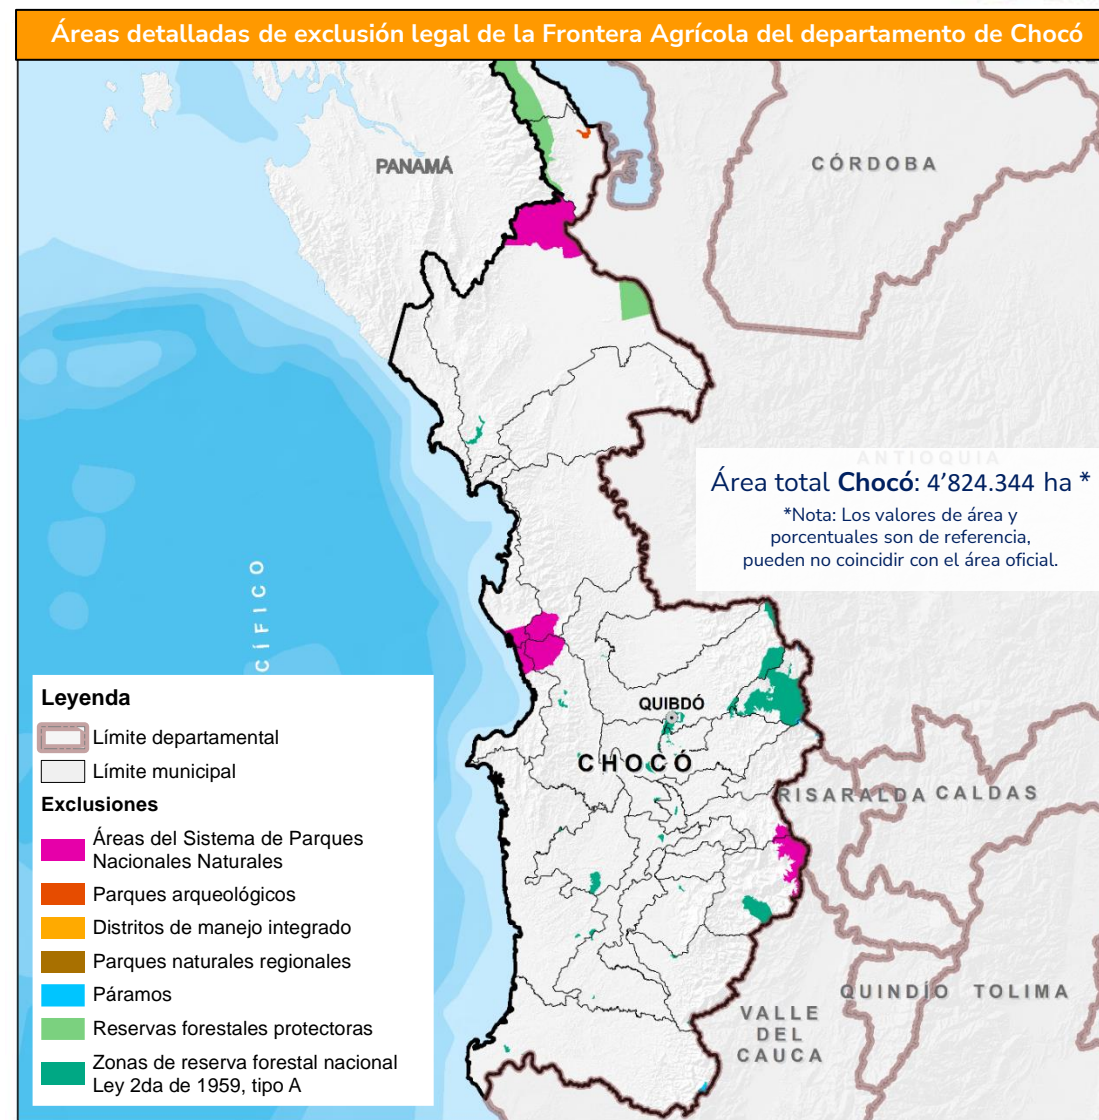 Áreas detalladas de exclusión legal de la Frontera Agrícola del departamento de Chocó
PANAMÁ
CÓRDOBA
ANTIOQUIA
Área total Chocó: 4’824.344 ha *
*Nota: Los valores de área y
porcentuales son de referencia,
pueden no coincidir con el área oficial.
CÍFICO
QUIBDÓ
CHOCÓ
RISARALDA
CALDAS
QUINDÍO
TOLIMA
VALLE
DEL
CAUCA
Leyenda
Límite departamental
Límite municipal
Exclusiones
Áreas del Sistema de Parques
Nacionales Naturales
Parques arqueológicos
Distritos de manejo integrado
Parques naturales regionales
Páramos
Reservas forestales protectoras
Zonas de reserva forestal nacional
Ley 2da de 1959, tipo A